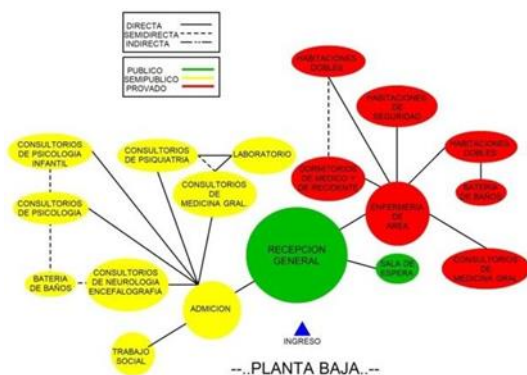 DIRECTA
SEMIDIRECTA
INDIRECTA
PUBLICO
SEMIPUBLICO
PROVADO
HABITACIONES
DOBLES
HABITACIONES
DE
SEGURIDAD
HABITACIONES
DOBLES
BATERIA
DE BAÑOS
CONSULTORIOS
DE PSICOLOGIA
INFANTIL
CONSULTORIOS
DE PSIQUIATRIA
LABORATORIO
CONSULTORIOS
DE
MEDICINA GRAL.
DORMITORIOS
DE MEDICO Y
DE RECIDENTE
CONSULTORIOS
DE PSICOLOGIA
ENFERMERIA
DE
AREA
RECEPCION
GENERAL
SALA DE
ESPERA
CONSULTORIOS
DE
MEDICINA GRAL
BATERIA
DE BAÑOS
CONSULTORIOS
DE NEUROLOGIA
ENCEFALOGRAFIA
ADMICION
TRABAJO
SOCIAL
INGRESO
--..PLANTA BAJA..--